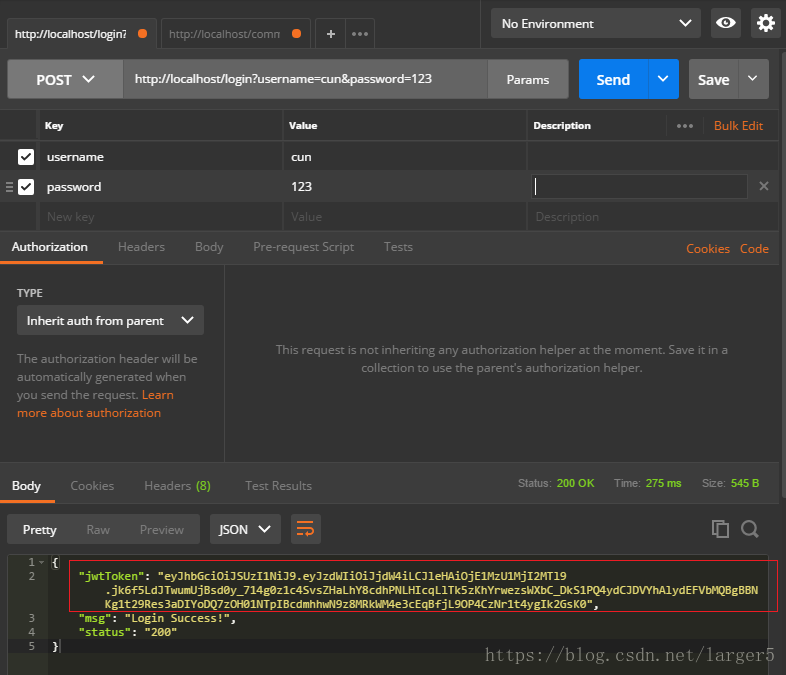 http://localhost/login?
http://localhost/comm
+
•••
No Environment
POST
http://localhost/login?username=cun&password=123
Params
Send
Save
Key
Value
Description
•••
Bulk Edit
username
cun
password
123
New key
Value
Description
Authorization
Headers
Body
Pre-request Script
Tests
Cookies
Code
TYPE
Inherit auth from parent
The authorization header will be
automatically generated when
you send the request. Learn
more about authorization
This request is not inheriting any authorization helper at the moment. Save it in a
collection to use the parent's authorization helper.
Body
Cookies
Headers (8)
Test Results
Status: 200 OK
Time: 275 ms
Size: 545 B
Pretty
Raw
Preview
JSON
1 {
2 "jwtToken": "eyJhbGciOiJSUzI1NiJ9.eyJzdWIiOiJjdW4iLCJleHAiOjE1MzU1MjI2MTl9
.jk6f5LdJTwumUjBsd0y_7l4g0z1c4SvsZHaLhY8cdhPNLHIcqLlTk5zKhYrwezsWXbC_DkS1PQ4ydCJDVYhAlydEFVbMQBgBBN
Kg1t29Res3aDIYoDQ7zOH01NTpIBcdmhhwN9z8MRkWM4e3cEqBfjL9OP4CzNr1t4ygIk2GsK0",
3 "msg": "Login Success!",
4 "status": "200"
5 }
https://blog.csdn.net/larger5